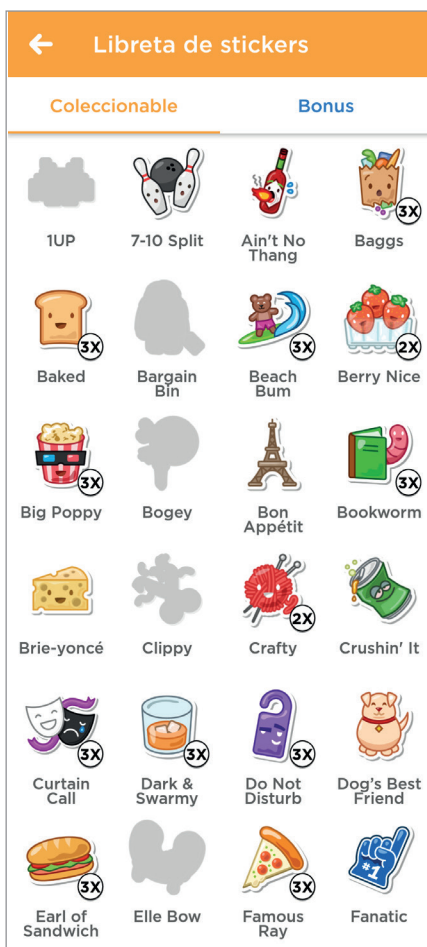 Libreta de stickers
Coleccionable Bonus
3X
1UP 7-10 Split Ain't No Baggs
Thang
3X 3X 2X
Baked Bargain Beach Berry Nice
Bin Bum
3X 3X
Big Poppy Bogey Bon Bookworm
Appétit
2X
Brie-yoncé Clippy Crafty Crushin' It
3X 3X 3X
Curtain Dark & Do Not Dog's Best
Call Swarmy Disturb Friend
#1
3X 3X
Earl of Elle Bow Famous Fanatic
Sandwich Ray